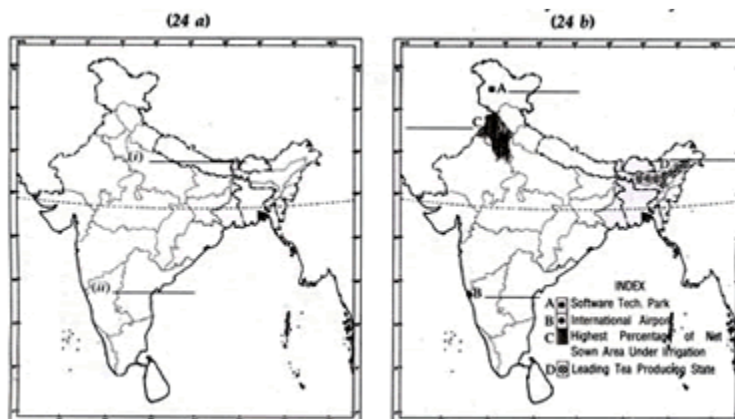 (24 a)
(i)
(ii)
(24 b)
A
C
D
B
INDEX
A Software Tech. Park
B International Airport
C Highest Percentage of Net
Sown Area Under Irrigation
D Leading Tea Producing State